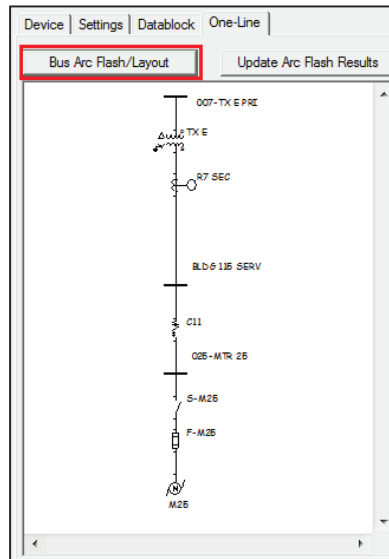 Device Settings Datablock One-Line
Bus Arc Flash/Layout Update Arc Flash Results
007-TX E PRI
TX E
R7 SEC
BLDG 115 SERV
C11
025-MTR 25
S-M25
F-M25
M25